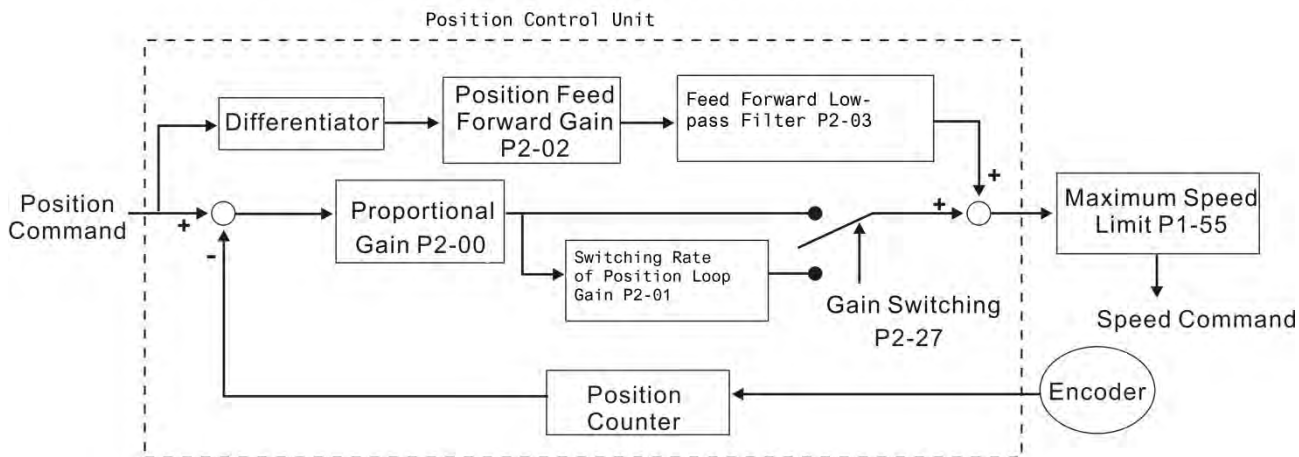 Position Control Unit
Differentiator
Position Feed
Forward Gain
P2-02
Feed Forward Low-
pass Filter P2-03
+
Position
Command
+
-
Proportional
Gain P2-00
Switching Rate
of Position Loop
Gain P2-01
+
Gain Switching
P2-27
Maximum Speed
Limit P1-55
Speed Command
Position
Counter
Encoder